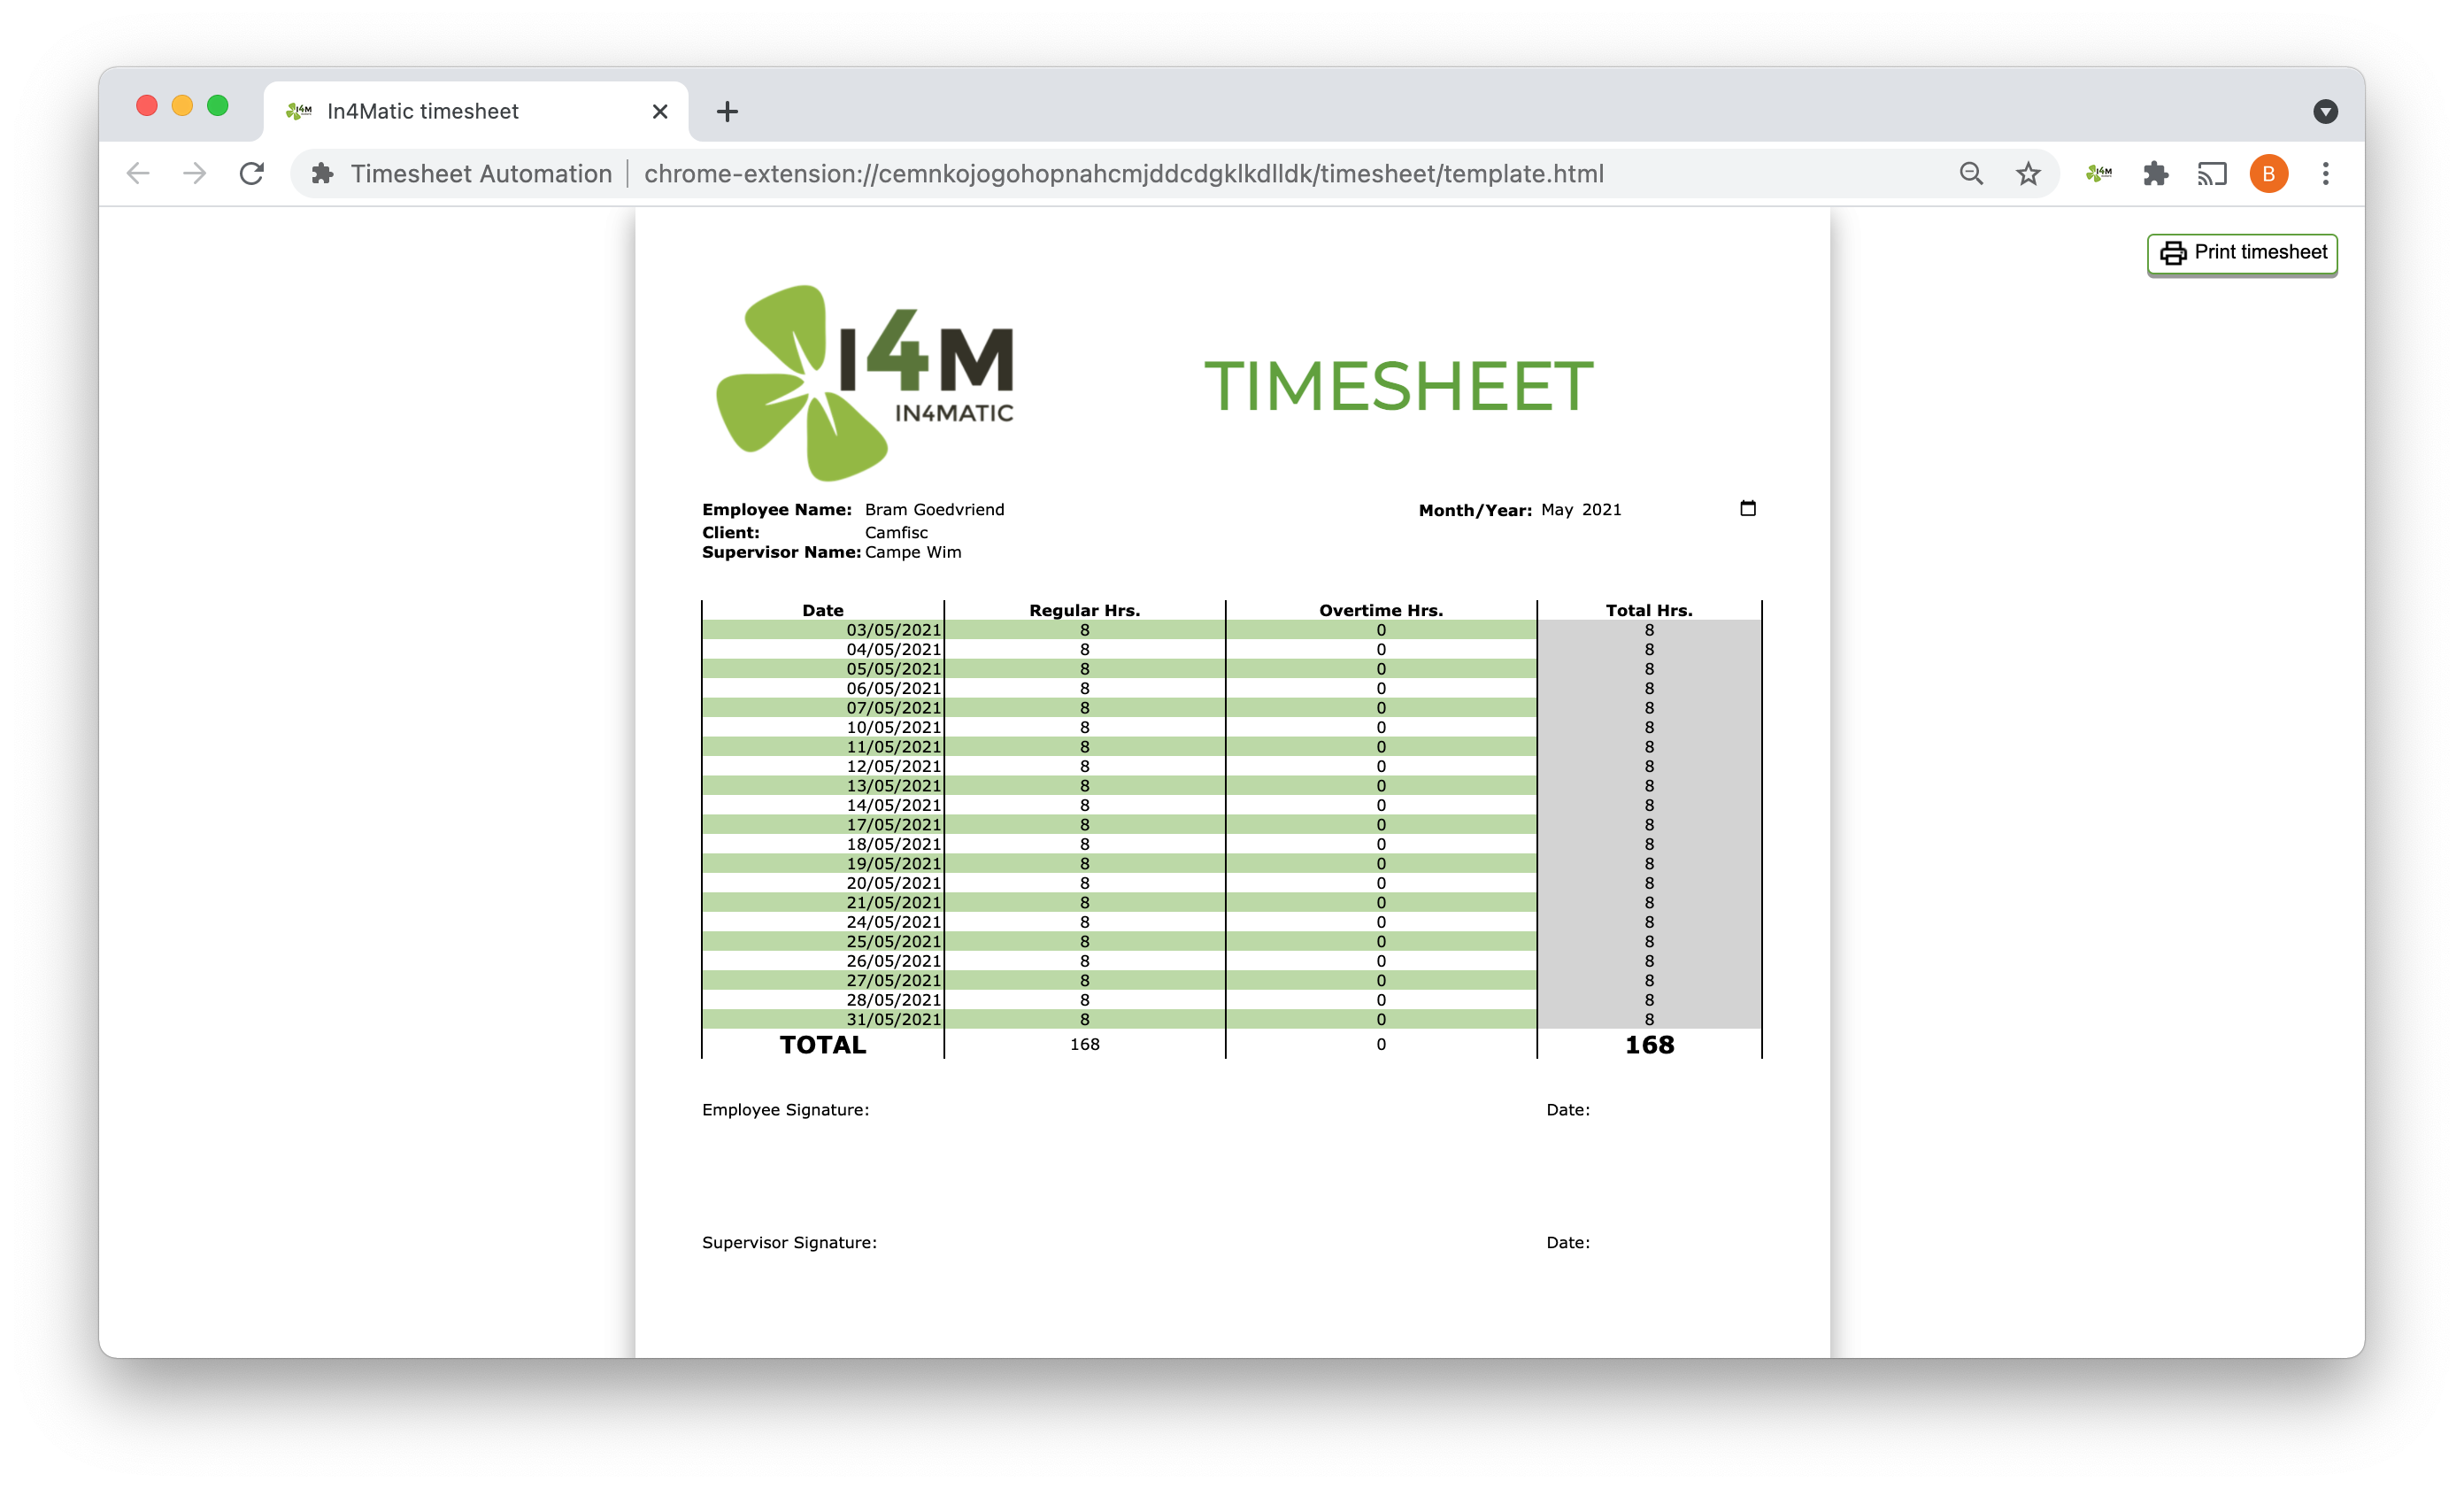 In4Matic timesheet
Timesheet Automation | chrome-extension://cemnkojogohopnahcmjddcdgklkdlldk/timesheet/template.html
I4M
B
Print timesheet
I4M
IN4MATIC
TIMESHEET
Employee Name: Bram Goedvriend Month/Year: May 2021
Client: Camfisc
Supervisor Name: Campe Wim
Date Regular Hrs. Overtime Hrs. Total Hrs.
03/05/2021 8 0 8
04/05/2021 8 0 8
05/05/2021 8 0 8
06/05/2021 8 0 8
07/05/2021 8 0 8
10/05/2021 8 0 8
11/05/2021 8 0 8
12/05/2021 8 0 8
13/05/2021 8 0 8
14/05/2021 8 0 8
17/05/2021 8 0 8
18/05/2021 8 0 8
19/05/2021 8 0 8
20/05/2021 8 0 8
21/05/2021 8 0 8
24/05/2021 8 0 8
25/05/2021 8 0 8
26/05/2021 8 0 8
27/05/2021 8 0 8
28/05/2021 8 0 8
31/05/2021 8 0 8
TOTAL 168 0 168
Employee Signature: Date:
Supervisor Signature: Date: